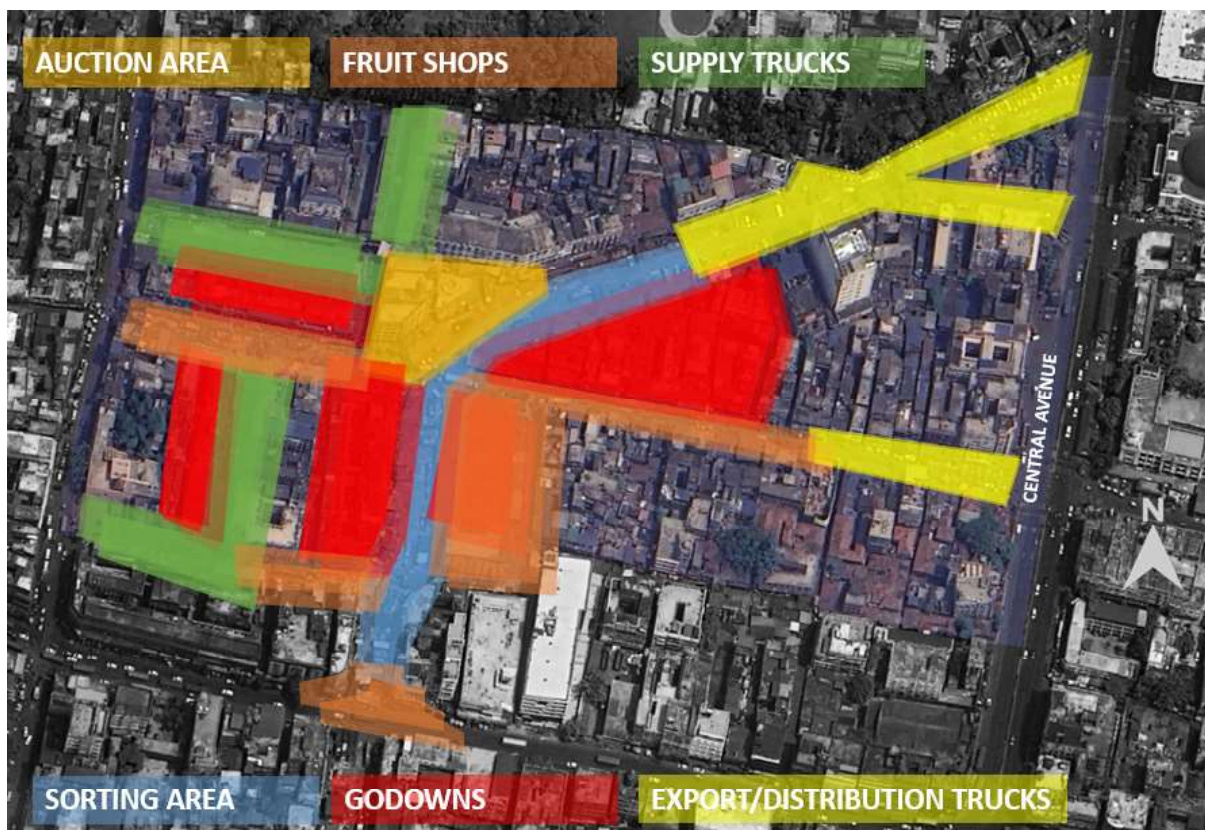 AUCTION AREA
FRUIT SHOPS
SUPPLY TRUCKS
CENTRAL AVENUE
N
SORTING AREA
GODOWNS
EXPORT/DISTRIBUTION TRUCKS